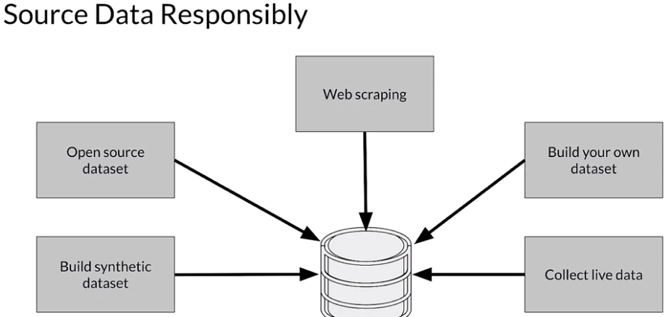 Source Data Responsibly
Web scraping
Open source
dataset
Build your own
dataset
Build synthetic
dataset
Collect live data